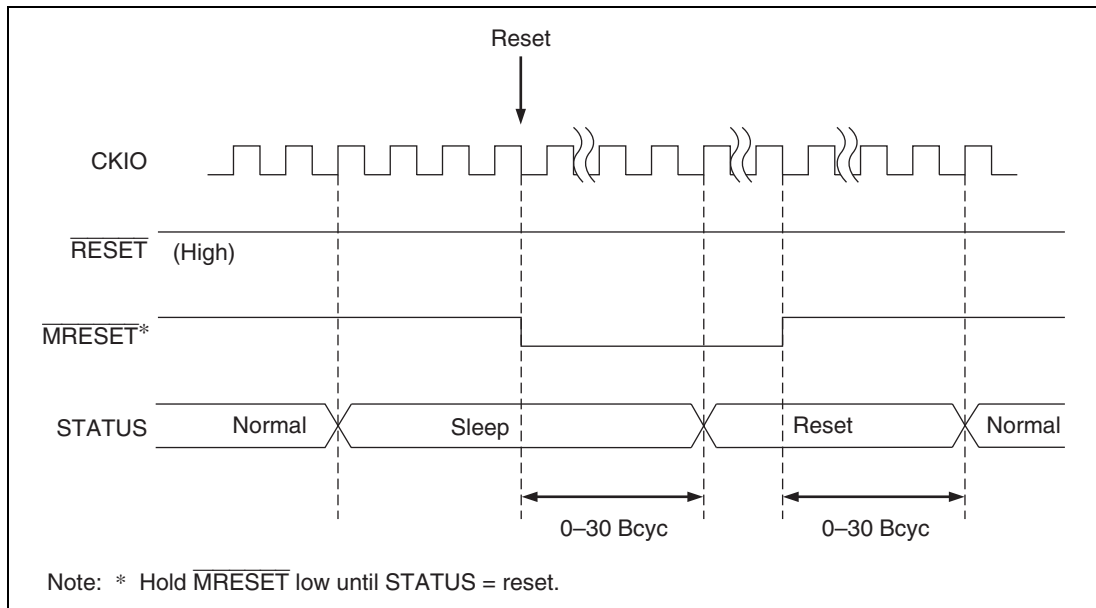 Reset
CKIO
RESET (High)
MRESET*
STATUS Normal Sleep Reset Normal
0–30 Bcyc 0–30 Bcyc
Note: * Hold MRESET low until STATUS = reset.